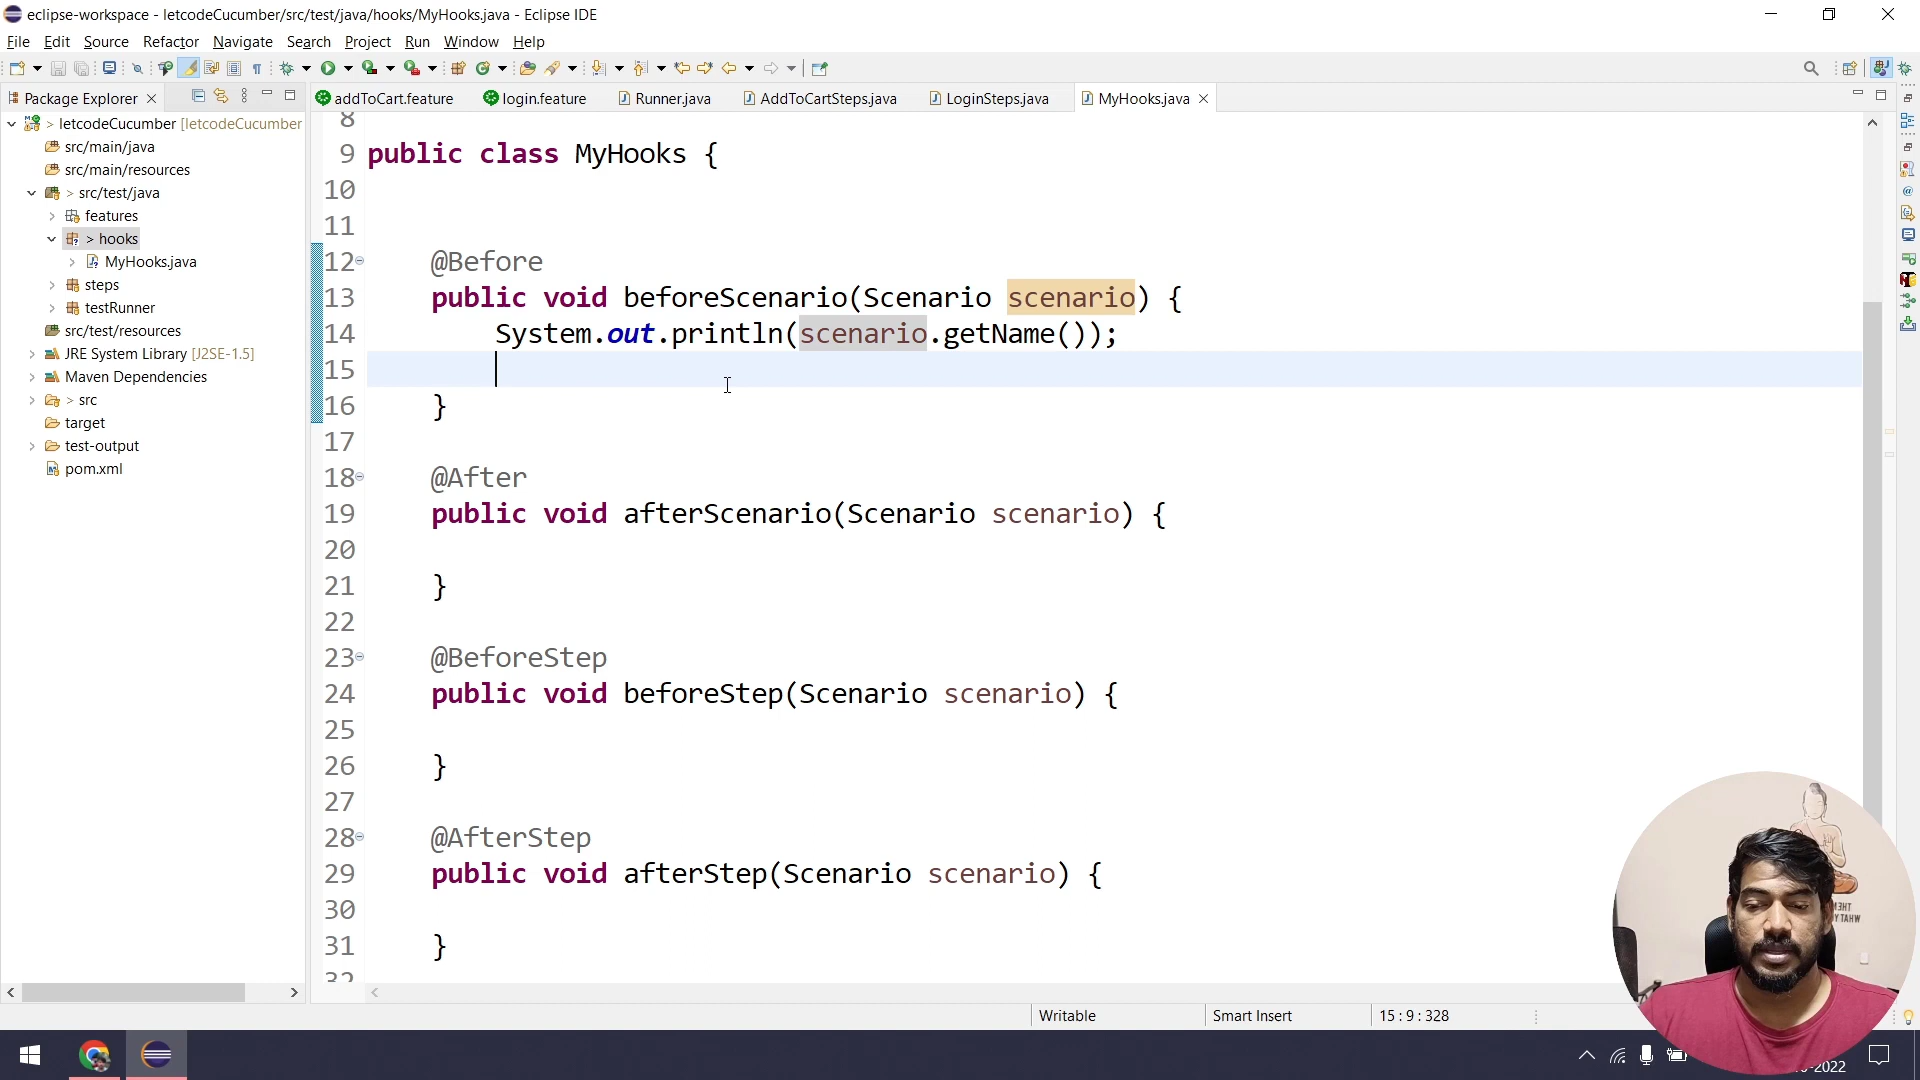 eclipse-workspace - letcodeCucumber/src/test/java/hooks/MyHooks.java - Eclipse IDE
File Edit Source Refactor Navigate Search Project Run Window Help
Package Explorer
addToCart.feature login.feature Runner.java AddToCartSteps.java LoginSteps.java MyHooks.java
> letcodeCucumber [letcodeCucumber
src/main/java
src/main/resources
> src/test/java
features
> hooks
MyHooks.java
steps
testRunner
src/test/resources
JRE System Library [J2SE-1.5]
Maven Dependencies
> src
target
test-output
pom.xml
8
9 public class MyHooks {
10
11
12 @Before
13 public void beforeScenario(Scenario scenario) {
14 System.out.println(scenario.getName());
15
16 }
17
18 @After
19 public void afterScenario(Scenario scenario) {
20
21 }
22
23 @BeforeStep
24 public void beforeStep(Scenario scenario) {
25
26 }
27
28 @AfterStep
29 public void afterStep(Scenario scenario) {
30
31 }
32
Writable Smart Insert 15 : 9 : 328
-2022